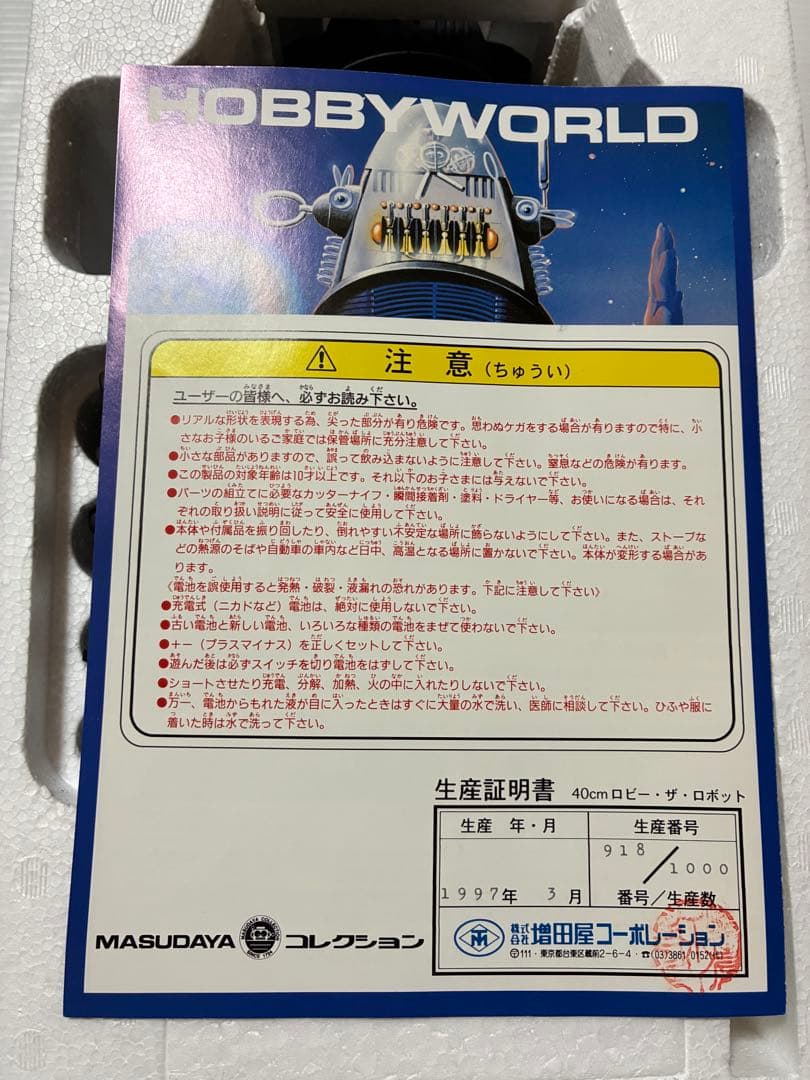 HOBBYWORLD
注 意 (ちゅうい)
ユーザーの皆様へ、必ずお読み下さい。
●リアルな形状を表現する為、尖った部分が有り危険です。思わぬケガをする場合が有りますので特に、小
さなお子様のいるご家庭では保管場所に充分注意して下さい。
●小さな部品がありますので、誤って飲み込まないように注意して下さい。窒息などの危険が有ります。
●この製品の対象年齢は10才以上です。それ以下のお子さまには与えないで下さい。
●パーツの組立てに必要なカッターナイフ・瞬間接着剤・塗料・ドライヤー等、お使いになる場合は、それ
ぞれの取り扱い説明に従って安全に使用して下さい。
●本体や付属品を振り回したり、倒れやすい不安定な場所に飾らないようにして下さい。また、ストーブな
どの熱源のそばや自動車の車内など日中、高温となる場所に置かないで下さい。本体が変形する場合があ
ります。
〈電池を誤使用すると発熱・破裂・液漏れの恐れがあります。下記に注意して下さい〉
●充電式（ニカドなど）電池は、絶対に使用しないで下さい。
●古い電池と新しい電池、いろいろな種類の電池をまぜて使わないで下さい。
●＋－（プラスマイナス）を正しくセットして下さい。
●遊んだ後は必ずスイッチを切り電池をはずして下さい。
●ショートさせたり充電、分解、加熱、火の中に入れたりしないで下さい。
●万一、電池からもれた液が目に入ったときはすぐに大量の水で洗い、医師に相談して下さい。ひふや服に
着いた時は水で洗って下さい。
生産証明書 40cmロビー・ザ・ロボット
生産 年・月
生産番号
918/1000
1997年 3月
番号/生産数
MASUDAYA コレクション
株式会社 増田屋コーポレーション
〒111・東京都台東区蔵前2-6-4・☎(03)3861-0152(代)